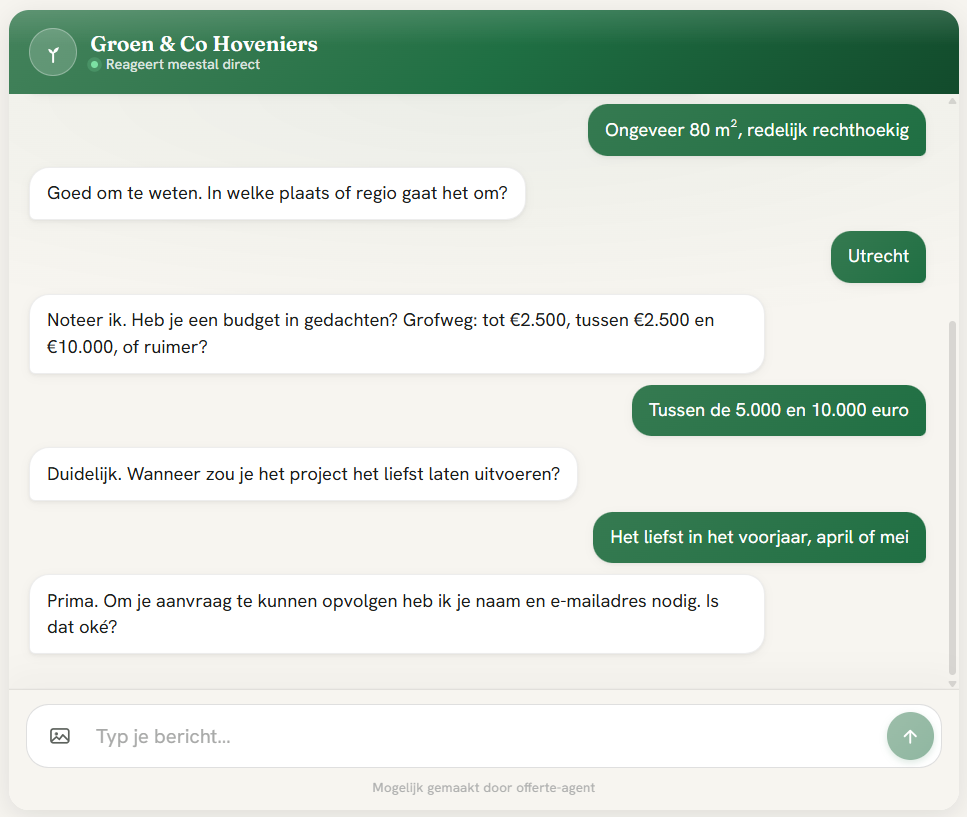 Groen & Co Hoveniers
Reageert meestal direct
Ongeveer 80 m², redelijk rechthoekig
Goed om te weten. In welke plaats of regio gaat het om?
Utrecht
Noteer ik. Heb je een budget in gedachten? Grofweg: tot €2.500, tussen €2.500 en
€10.000, of ruimer?
Tussen de 5.000 en 10.000 euro
Duidelijk. Wanneer zou je het project het liefst laten uitvoeren?
Het liefst in het voorjaar, april of mei
Prima. Om je aanvraag te kunnen opvolgen heb ik je naam en e-mailadres nodig. Is
dat oké?
Typ je bericht...
Mogelijk gemaakt door offerte-agent